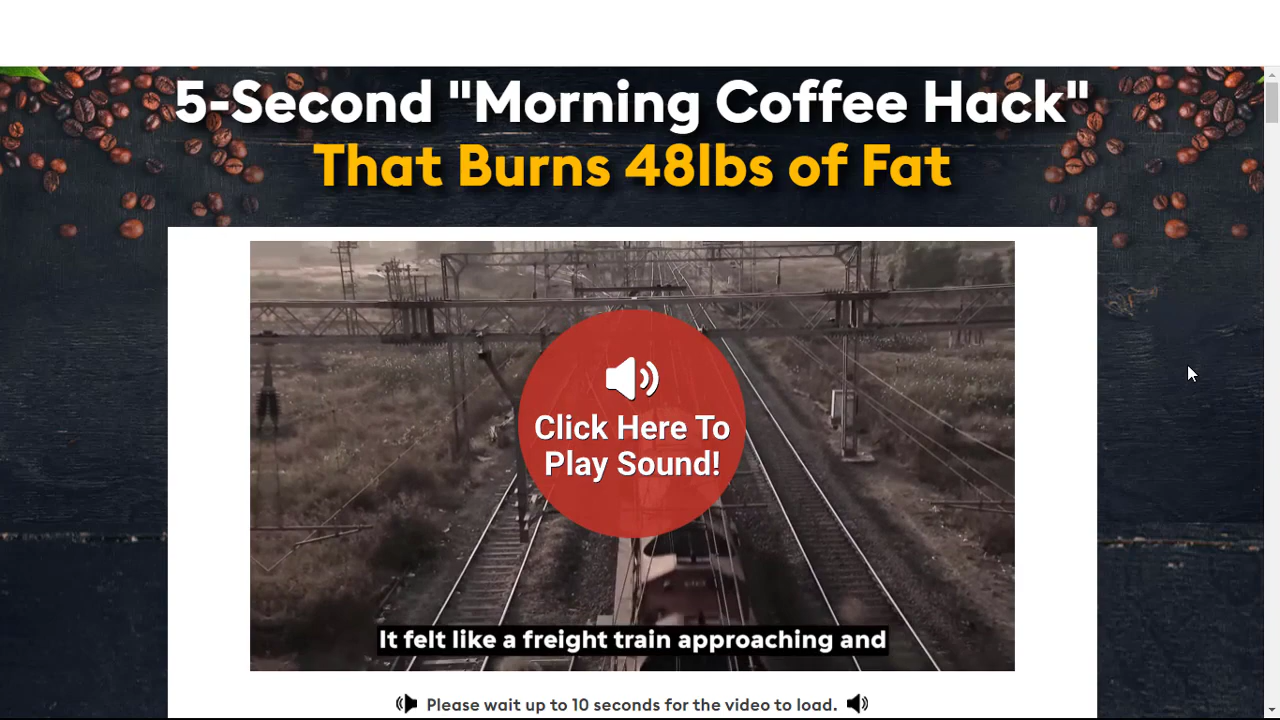 5-Second "Morning Coffee Hack"
That Burns 48lbs of Fat
Click Here To
Play Sound!
It felt like a freight train approaching and
Please wait up to 10 seconds for the video to load.